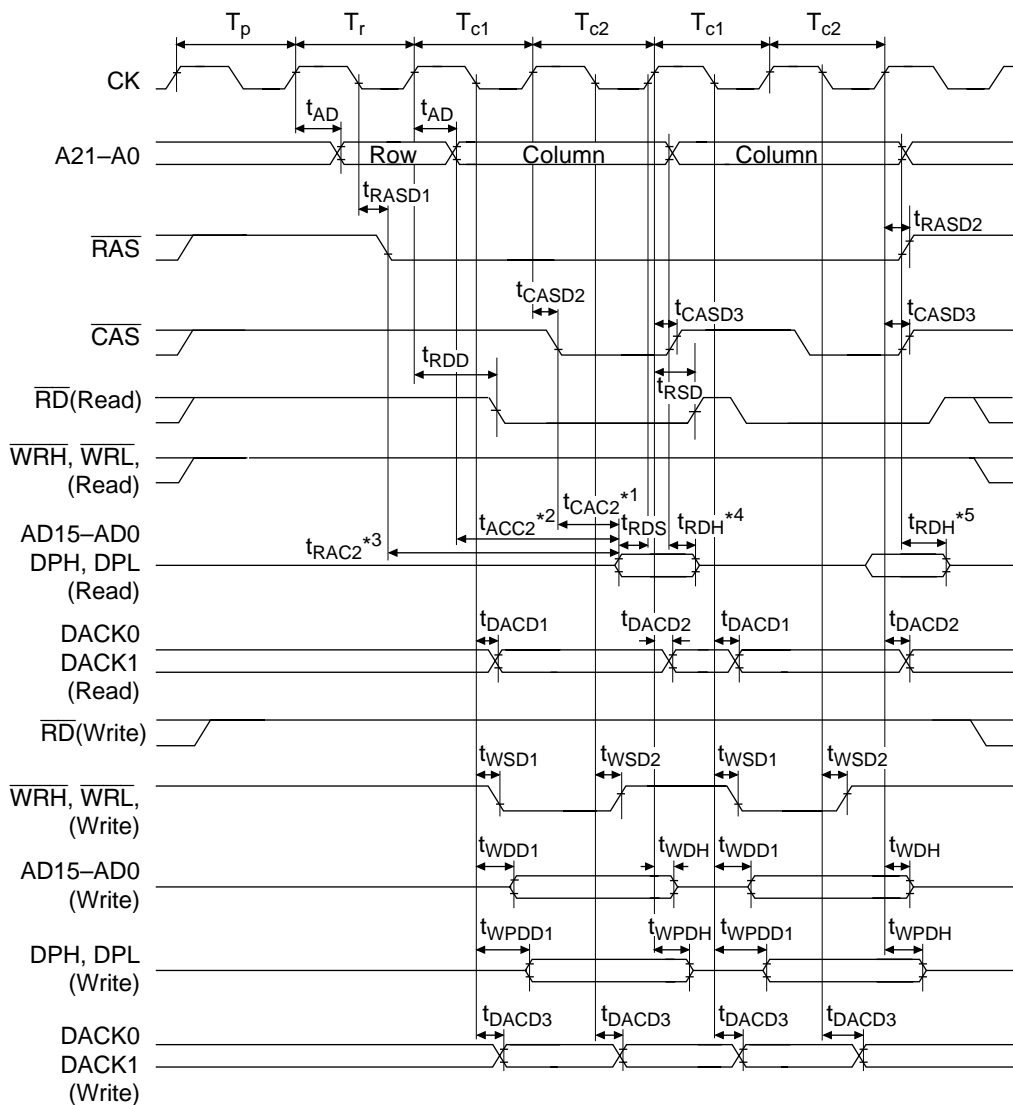 Tp Tr Tc1 Tc2 Tc1 Tc2
CK
tAD tAD
A21–A0 Row Column Column
tRASD1
tRASD2
RAS
tCASD2
tCASD3 tCASD3
CAS
tRDD
tRSD
RD(Read)
WRH, WRL,
(Read)
tCAC2*1
tACC2*2 tRDS tRDH*4 tRDH*5
tRAC2*3
AD15–AD0
DPH, DPL
(Read)
tDACD1 tDACD2 tDACD1 tDACD2
DACK0
DACK1
(Read)
RD(Write)
tWSD1 tWSD2 tWSD1 tWSD2
WRH, WRL,
(Write)
tWDD1 tWDH tWDD1 tWDH
AD15–AD0
(Write)
tWPDD1 tWPDH tWPDD1 tWPDH
DPH, DPL
(Write)
tDACD3 tDACD3 tDACD3 tDACD3
DACK0
DACK1
(Write)